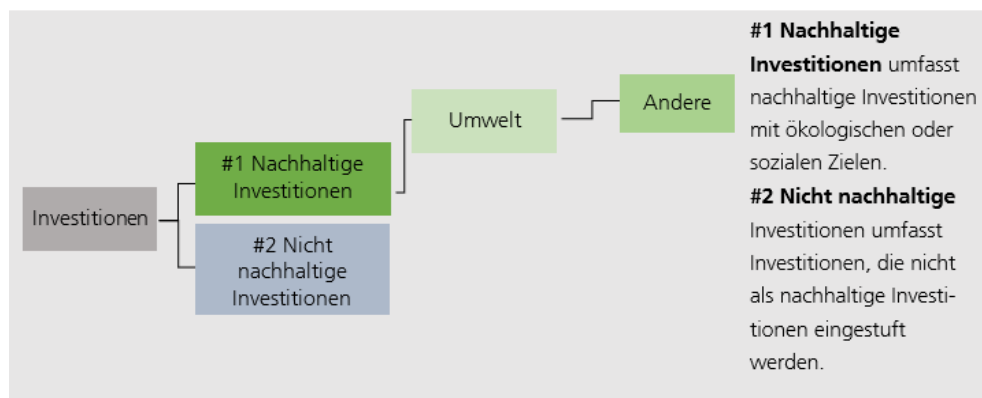 Investitionen
#1 Nachhaltige
Investitionen
#2 Nicht
nachhaltige
Investitionen
Umwelt
Andere
#1 Nachhaltige
Investitionen umfasst
nachhaltige Investitionen
mit ökologischen oder
sozialen Zielen.
#2 Nicht nachhaltige
Investitionen umfasst
Investitionen, die nicht
als nachhaltige Investi-
tionen eingestuft
werden.